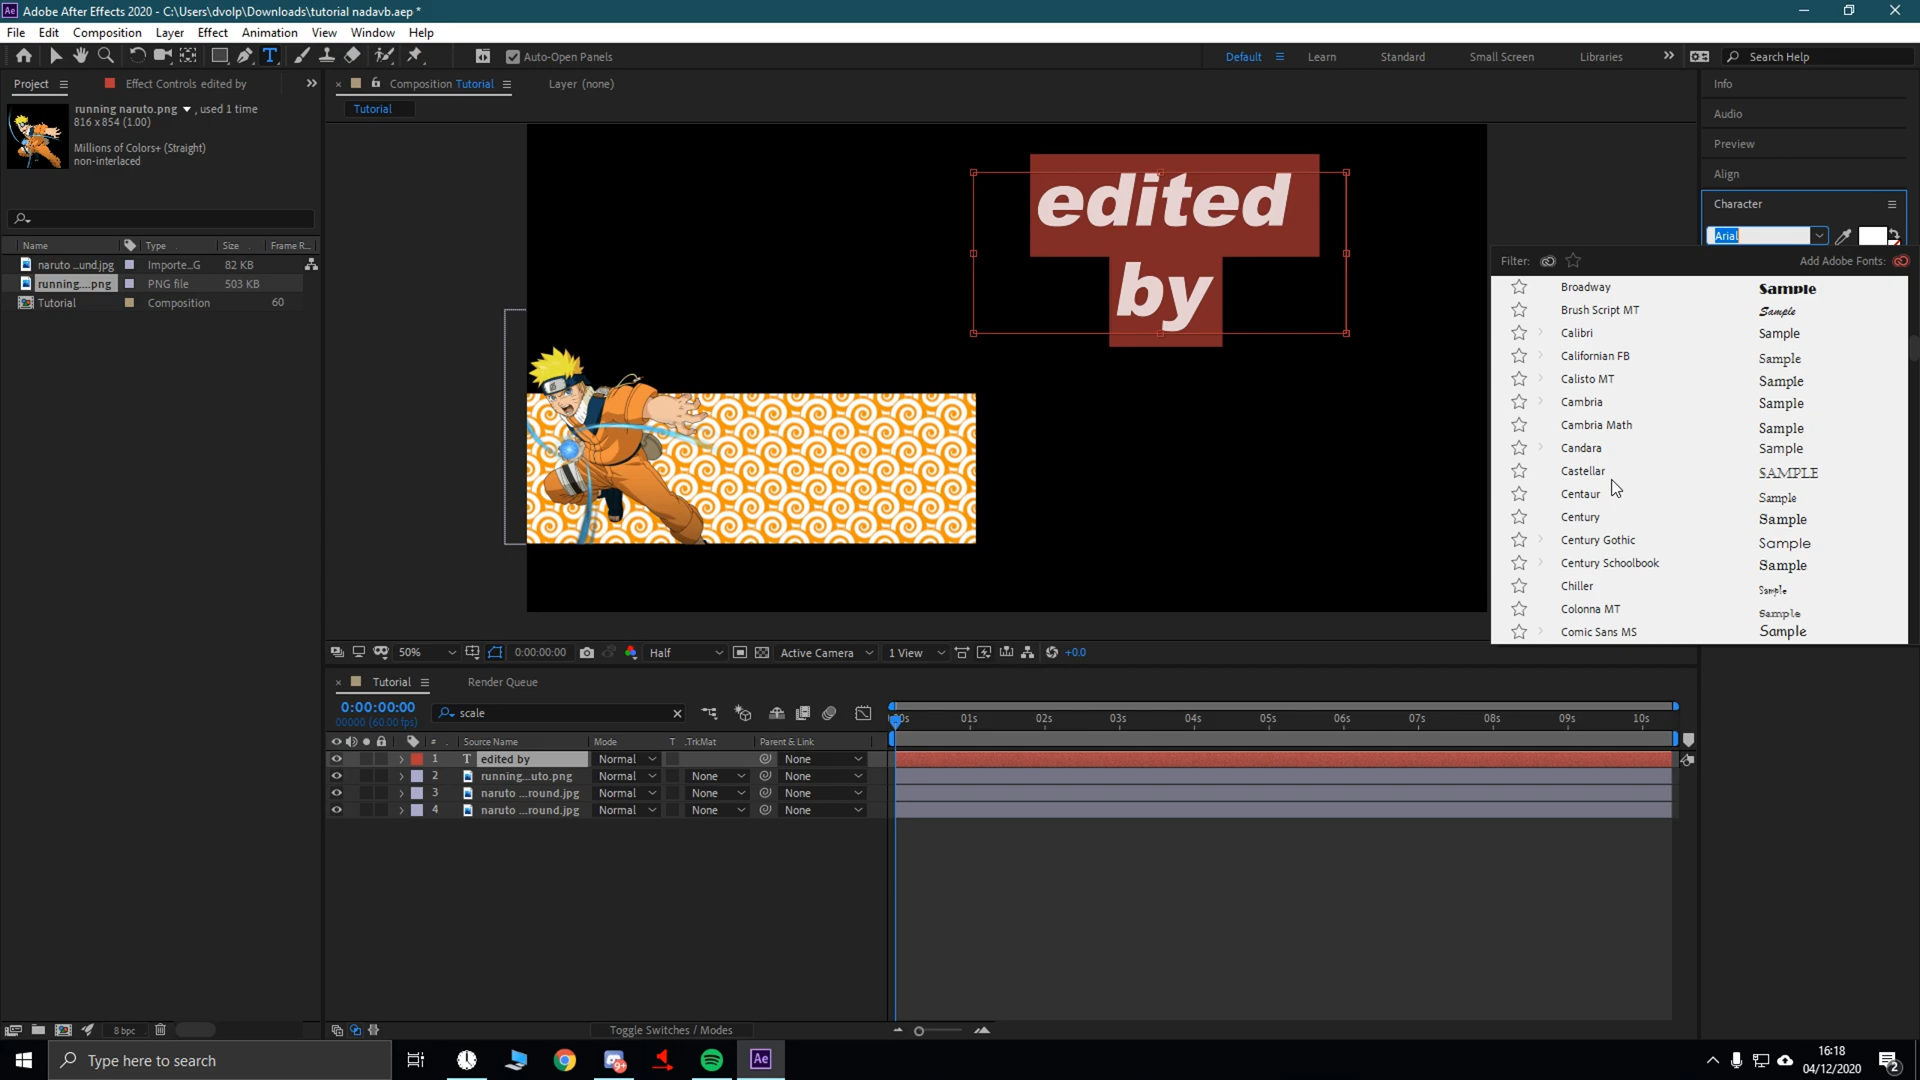 Adobe After Effects 2020 - C:\Users\dvolp\Downloads\tutorial nadavb.aep *
File Edit Composition Layer Effect Animation View Window Help
Auto-Open Panels Default Learn Standard Small Screen Libraries Search Help
Project Effect Controls edited by Composition Tutorial Layer (none) Info
Tutorial
running naruto.png , used 1 time
816 x 854 (1.00)
Millions of Colors+ (Straight)
non-interlaced
Audio
Preview
Align
Character
Arial
Name Type Size Frame R...
naruto ...und.jpg Importe...G 82 KB
running....png PNG file 503 KB
Tutorial Composition 60
edited
by
Filter: Add Adobe Fonts:
Broadway Sample
Brush Script MT Sample
Calibri Sample
Californian FB Sample
Calisto MT Sample
Cambria Sample
Cambria Math Sample
Candara Sample
Castellar SAMPLE
Centaur Sample
Century Sample
Century Gothic Sample
Century Schoolbook Sample
Chiller Sample
Colonna MT Sample
Comic Sans MS Sample
50% 0:00:00:00 Half Active Camera 1 View +0.0
Tutorial Render Queue
0:00:00:00
00000 (60.00 fps)
scale
01s 02s 03s 04s 05s 06s 07s 08s 09s 10s
# Source Name Mode T .TrkMat Parent & Link
1 T edited by Normal None
2 running...uto.png Normal None None
3 naruto ...round.jpg Normal None None
4 naruto ...round.jpg Normal None None
8 bpc Toggle Switches / Modes
Type here to search
Ae
16:18
04/12/2020
2